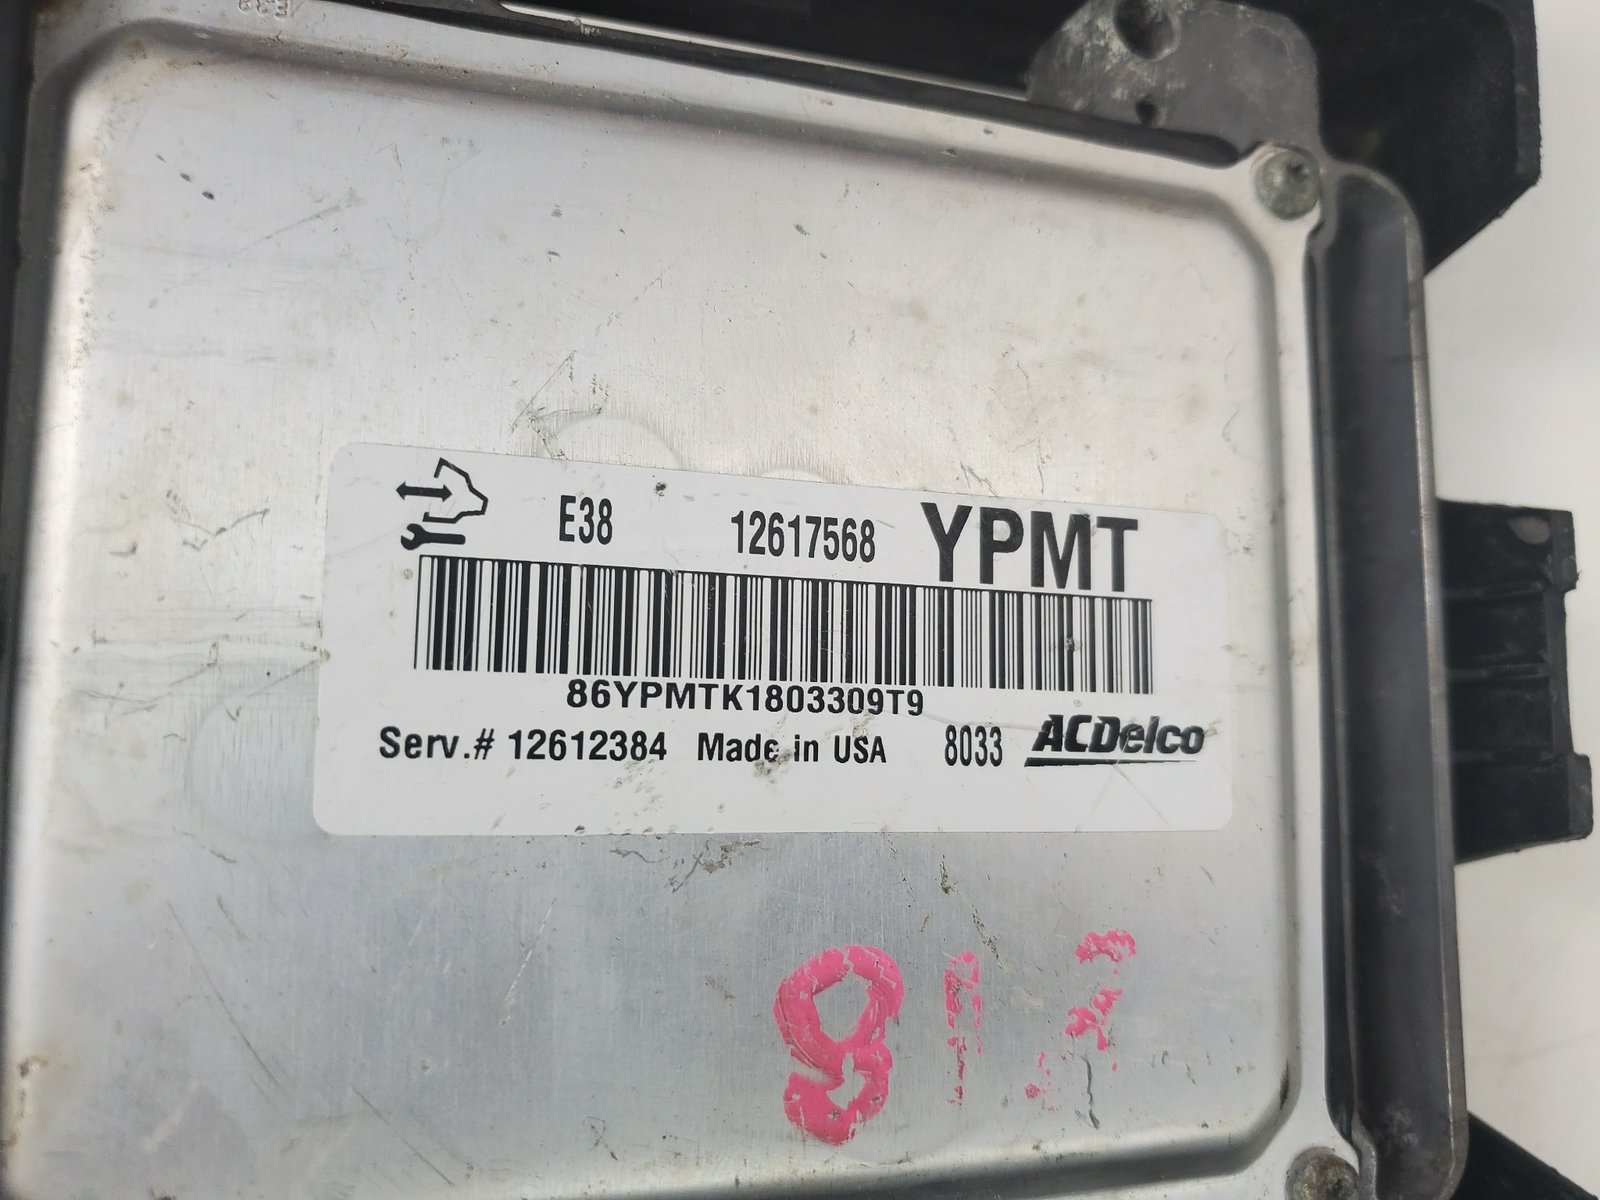 E38 12617568 YPMT
86YPMTK1803309T9
Serv.# 12612384 Made in USA 8033 ACDelco